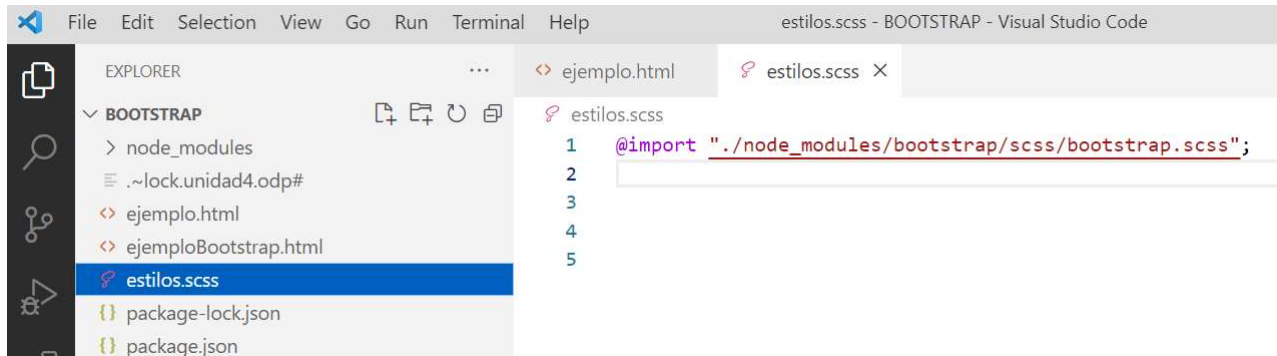 File Edit Selection View Go Run Terminal Help estilos.scss - BOOTSTRAP - Visual Studio Code
EXPLORER ...
BOOTSTRAP
node_modules
.~lock.unidad4.odp#
ejemplo.html
ejemploBootstrap.html
estilos.scss
{} package-lock.json
{} package.json
ejemplo.html estilos.scss
estilos.scss
1 @import "./node_modules/bootstrap/scss/bootstrap.scss";
2
3
4
5